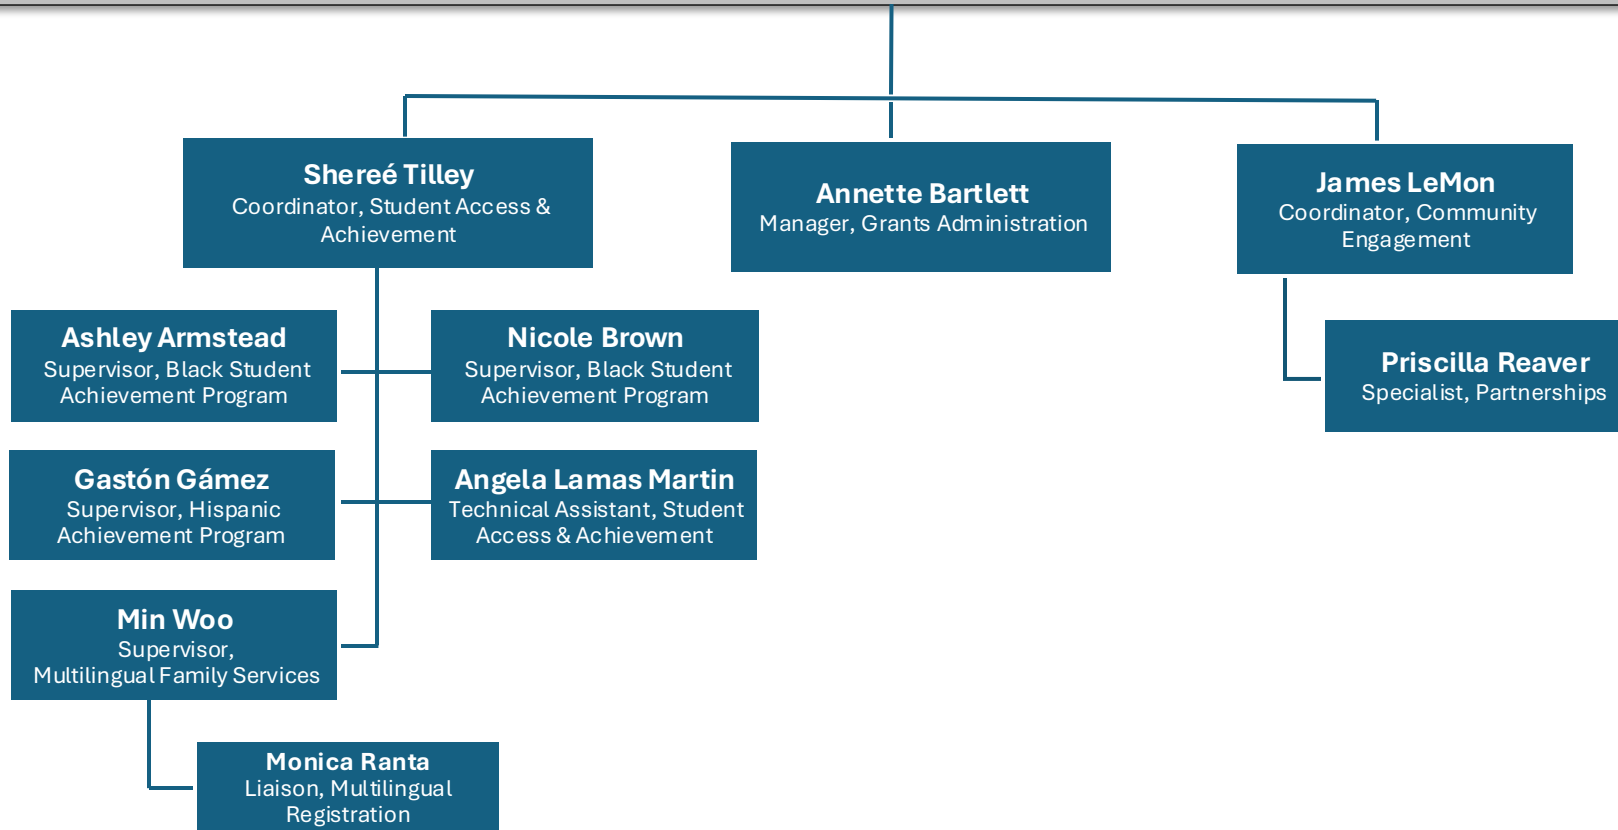 Shereé Tilley
Coordinator, Student Access &
Achievement
Annette Bartlett
Manager, Grants Administration
James LeMon
Coordinator, Community
Engagement
Ashley Armstead
Supervisor, Black Student
Achievement Program
Nicole Brown
Supervisor, Black Student
Achievement Program
Priscilla Reaver
Specialist, Partnerships
Gastón Gámez
Supervisor, Hispanic
Achievement Program
Angela Lamas Martin
Technical Assistant, Student
Access & Achievement
Min Woo
Supervisor,
Multilingual Family Services
Monica Ranta
Liaison, Multilingual
Registration